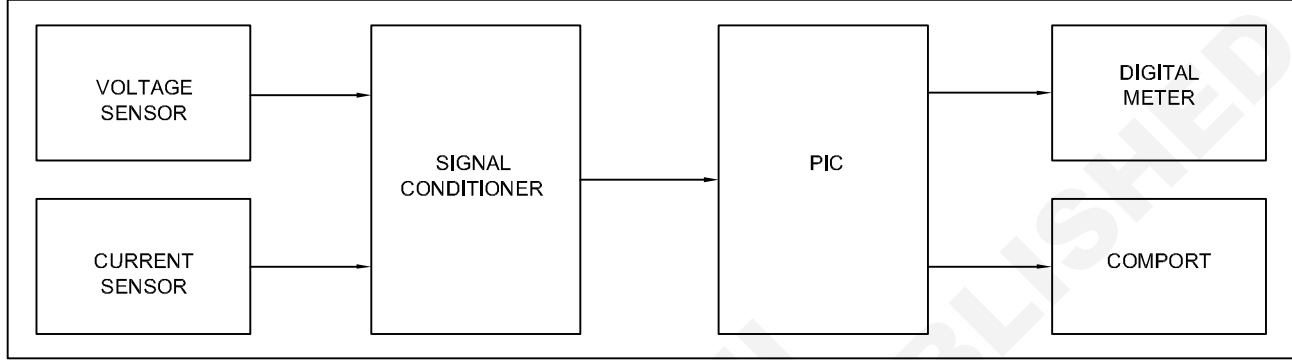 VOLTAGE
SENSOR
CURRENT
SENSOR
SIGNAL
CONDITIONER
PIC
DIGITAL
METER
COMPORT